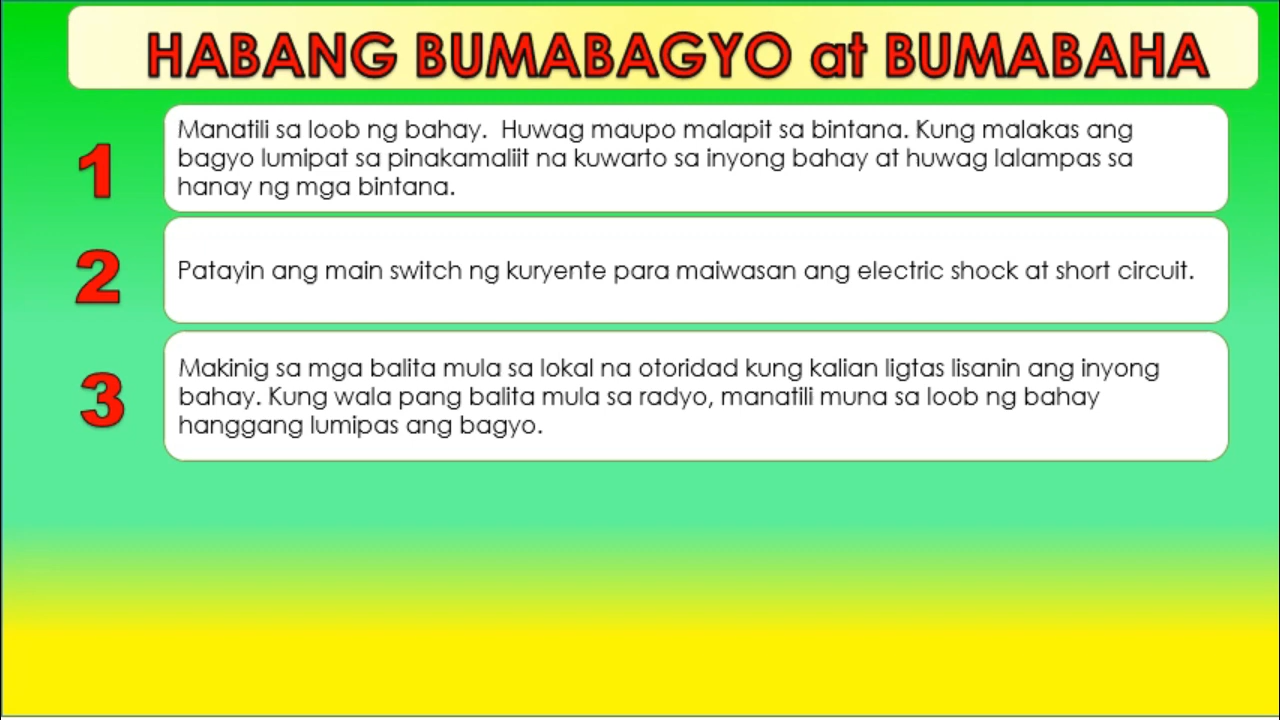 HABANG BUMABAGYO at BUMABAHA
1
Manatili sa loob ng bahay.  Huwag maupo malapit sa bintana. Kung malakas ang
bagyo lumipat sa pinakamaliit na kuwarto sa inyong bahay at huwag lalampas sa
hanay ng mga bintana.
2
Patayin ang main switch ng kuryente para maiwasan ang electric shock at short circuit.
3
Makinig sa mga balita mula sa lokal na otoridad kung kalian ligtas lisanin ang inyong
bahay. Kung wala pang balita mula sa radyo, manatili muna sa loob ng bahay
hanggang lumipas ang bagyo.